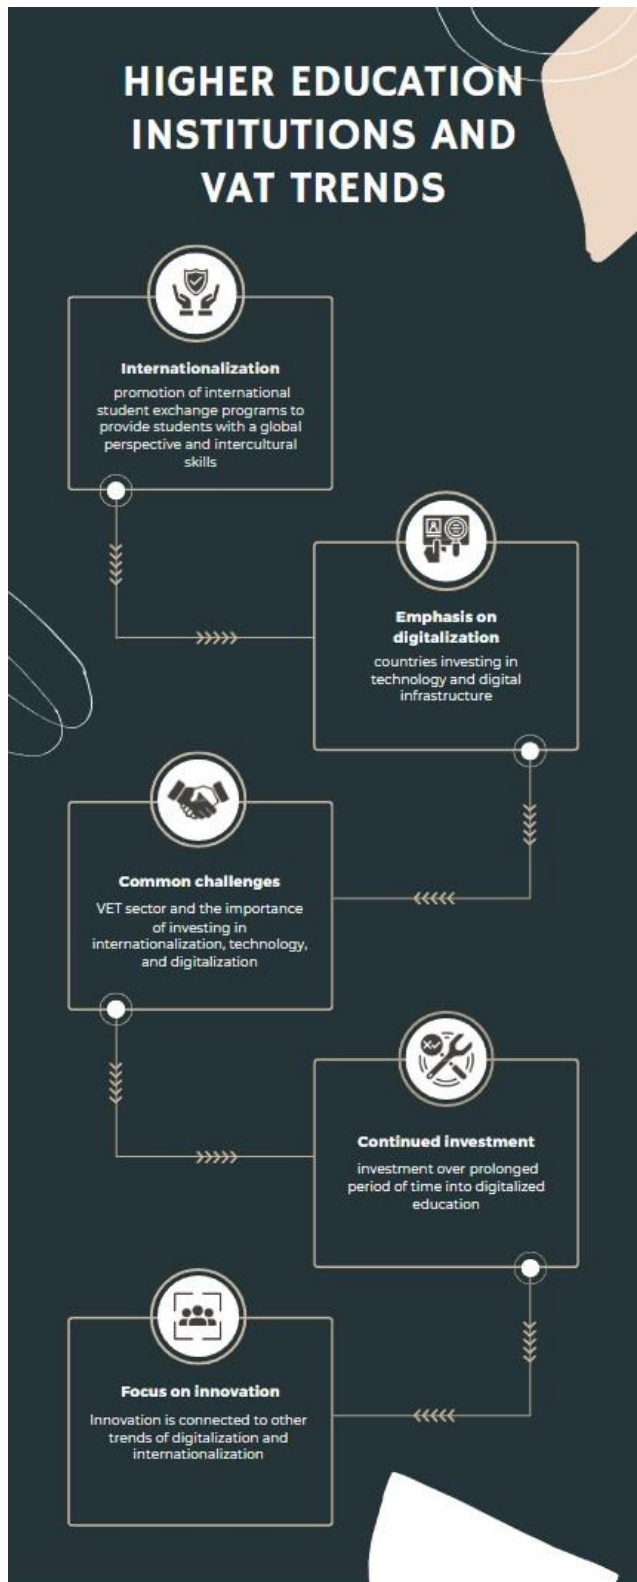 HIGHER EDUCATION
INSTITUTIONS AND
VAT TRENDS
Internationalization
promotion of international
student exchange programs to
provide students with a global
perspective and intercultural
skills
Emphasis on
digitalization
countries investing in
technology and digital
infrastructure
Common challenges
VET sector and the importance
of investing in
internationalization, technology,
and digitalization
Continued investment
investment over prolonged
period of time into digitalized
education
Focus on innovation
Innovation is connected to other
trends of digitalization and
internationalization